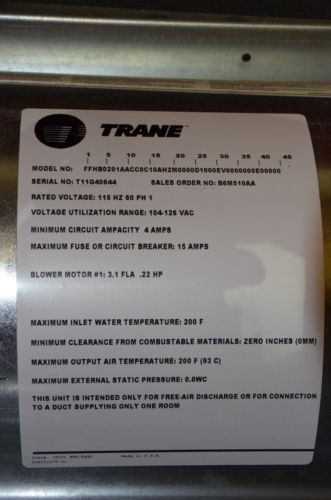 TRANE
1 5 10 15 20 25 30 35 40 45
MODEL NO: FFHB0201AACC0C10AH2M0000D1000EV0000000E00000
SERIAL NO: T11G40644 SALES ORDER NO: B6M510AA
RATED VOLTAGE: 115 HZ 60 PH 1
VOLTAGE UTILIZATION RANGE: 104-126 VAC
MINIMUM CIRCUIT AMPACITY 4 AMPS
MAXIMUM FUSE OR CIRCUIT BREAKER: 15 AMPS
BLOWER MOTOR #1: 3.1 FLA .22 HP
MAXIMUM INLET WATER TEMPERATURE: 200 F
MINIMUM CLEARANCE FROM COMBUSTABLE MATERIALS: ZERO INCHES (0MM)
MAXIMUM OUTPUT AIR TEMPERATURE: 200 F (93 C)
MAXIMUM EXTERNAL STATIC PRESSURE: 0.0WC
THIS UNIT IS INTENDED ONLY FOR FREE-AIR DISCHARGE OR FOR CONNECTION
TO A DUCT SUPPLYING ONLY ONE ROOM
MADE IN U.S.A.